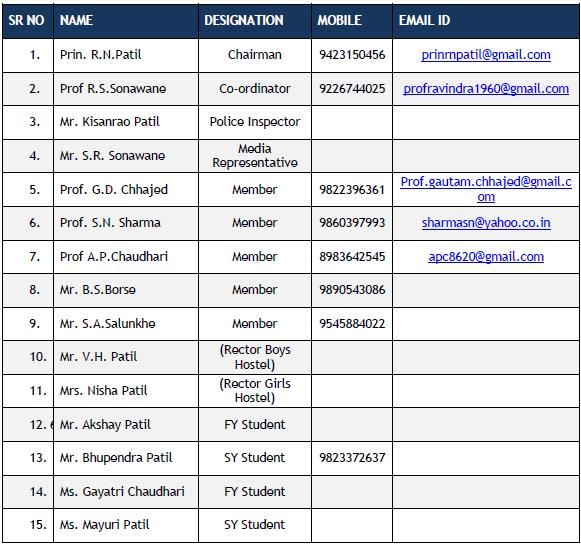 SR NO NAME DESIGNATION MOBILE EMAIL ID
1. Prin. R.N.Patil Chairman 9423150456 prinrnpatil@gmail.com
2. Prof R.S.Sonawane Co-ordinator 9226744025 profravindra1960@gmail.com
3. Mr. Kisanrao Patil Police Inspector
4. Mr. S.R. Sonawane Media
Representative
5. Prof. G.D. Chhajed Member 9822396361 Prof.gautam.chhajed@gmail.c
om
6. Prof. S.N. Sharma Member 9860397993 sharmasn@yahoo.co.in
7. Prof A.P.Chaudhari Member 8983642545 apc8620@gmail.com
8. Mr. B.S.Borse Member 9890543086
9. Mr. S.A.Salunkhe Member 9545884022
10. Mr. V.H. Patil (Rector Boys
Hostel)
11. Mrs. Nisha Patil (Rector Girls
Hostel)
12. Mr. Akshay Patil FY Student
13. Mr. Bhupendra Patil SY Student 9823372637
14. Ms. Gayatri Chaudhari FY Student
15. Ms. Mayuri Patil SY Student